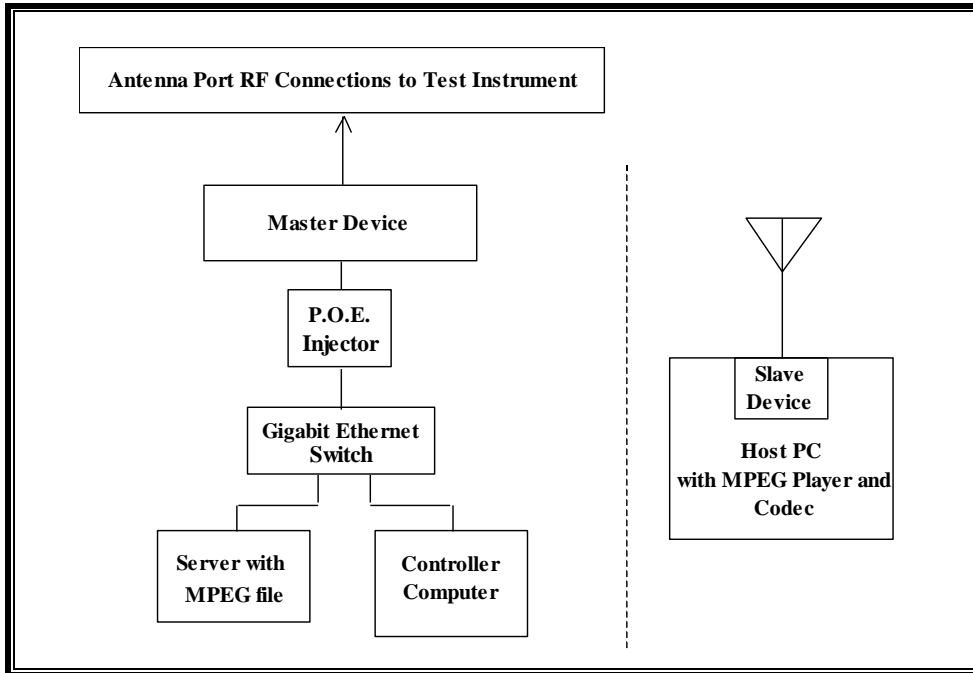 Antenna Port RF Connections to Test Instrument
Master Device
P.O.E.
Injector
Gigabit Ethernet
Switch
Server with
MPEG file
Controller
Computer
Slave
Device
Host PC
with MPEG Player and
Codec